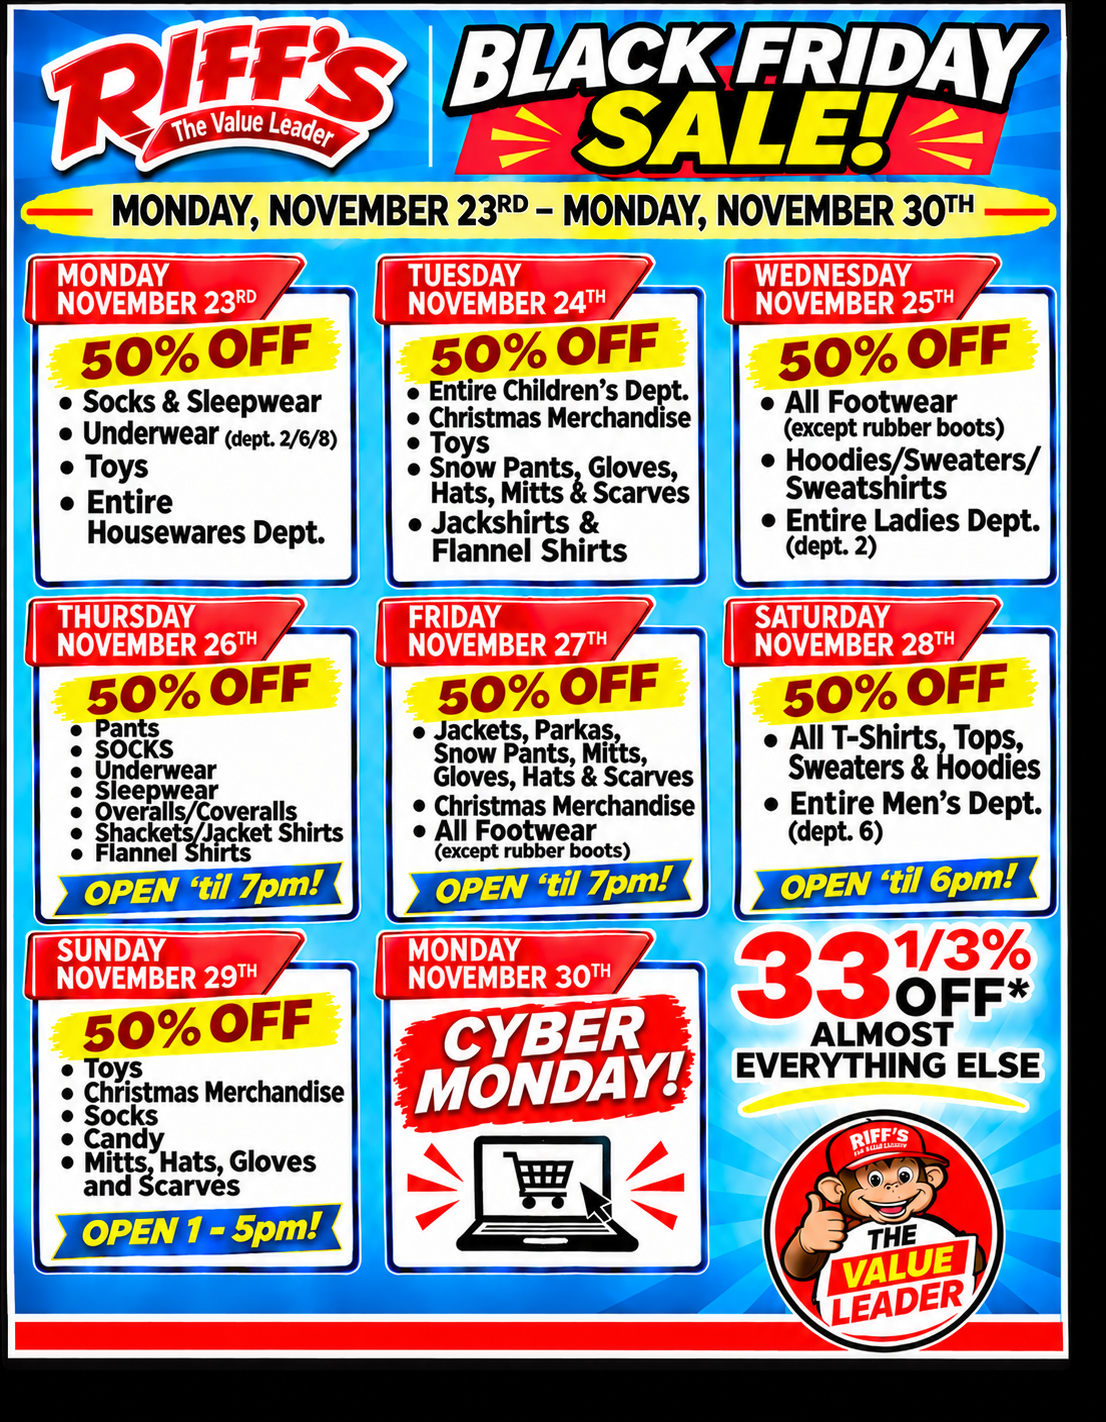 RIFF'S
The Value Leader
BLACK FRIDAY
SALE!
MONDAY, NOVEMBER 23RD – MONDAY, NOVEMBER 30TH
MONDAY
NOVEMBER 23RD
50% OFF
• Socks & Sleepwear
• Underwear (dept. 2/6/8)
• Toys
• Entire
Housewares Dept.
TUESDAY
NOVEMBER 24TH
50% OFF
• Entire Children's Dept.
• Christmas Merchandise
• Toys
• Snow Pants, Gloves,
Hats, Mitts & Scarves
• Jackshirts &
Flannel Shirts
WEDNESDAY
NOVEMBER 25TH
50% OFF
• All Footwear
(except rubber boots)
• Hoodies/Sweaters/
Sweatshirts
• Entire Ladies Dept.
(dept. 2)
THURSDAY
NOVEMBER 26TH
50% OFF
• Pants
• SOCKS
• Underwear
• Sleepwear
• Overalls/Coveralls
• Shackets/Jacket Shirts
• Flannel Shirts
OPEN 'til 7pm!
FRIDAY
NOVEMBER 27TH
50% OFF
• Jackets, Parkas,
Snow Pants, Mitts,
Gloves, Hats & Scarves
• Christmas Merchandise
• All Footwear
(except rubber boots)
OPEN 'til 7pm!
SATURDAY
NOVEMBER 28TH
50% OFF
• All T-Shirts, Tops,
Sweaters & Hoodies
• Entire Men's Dept.
(dept. 6)
OPEN 'til 6pm!
SUNDAY
NOVEMBER 29TH
50% OFF
• Toys
• Christmas Merchandise
• Socks
• Candy
• Mitts, Hats, Gloves
and Scarves
OPEN 1 - 5pm!
MONDAY
NOVEMBER 30TH
CYBER
MONDAY!
33 1/3%
OFF*
ALMOST
EVERYTHING ELSE
RIFF'S
THE
VALUE
LEADER